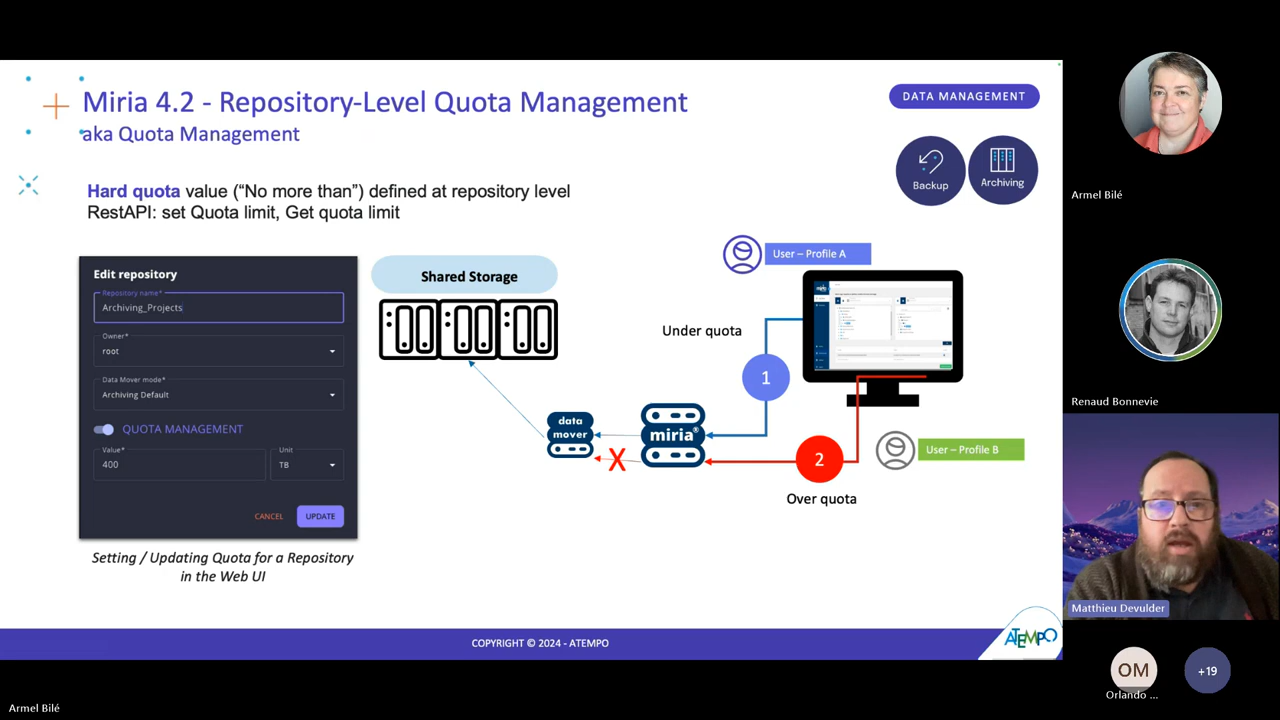 Miria 4.2 - Repository-Level Quota Management
aka Quota Management
DATA MANAGEMENT
Backup
Archiving
Hard quota value (“No more than”) defined at repository level
RestAPI: set Quota limit, Get quota limit
Edit repository
Repository name*
Archiving_Projects
Owner*
root
Data Mover mode*
Archiving Default
QUOTA MANAGEMENT
Value*
400
Unit
TB
CANCEL
UPDATE
Setting / Updating Quota for a Repository
in the Web UI
Shared Storage
data
mover
miria®
User – Profile A
Under quota
1
X
2
Over quota
User – Profile B
COPYRIGHT © 2024 - ATEMPO
ATEMPO
Armel Bilé
Renaud Bonnevie
Matthieu Devulder
OM
Orlando ...
+19
Armel Bilé